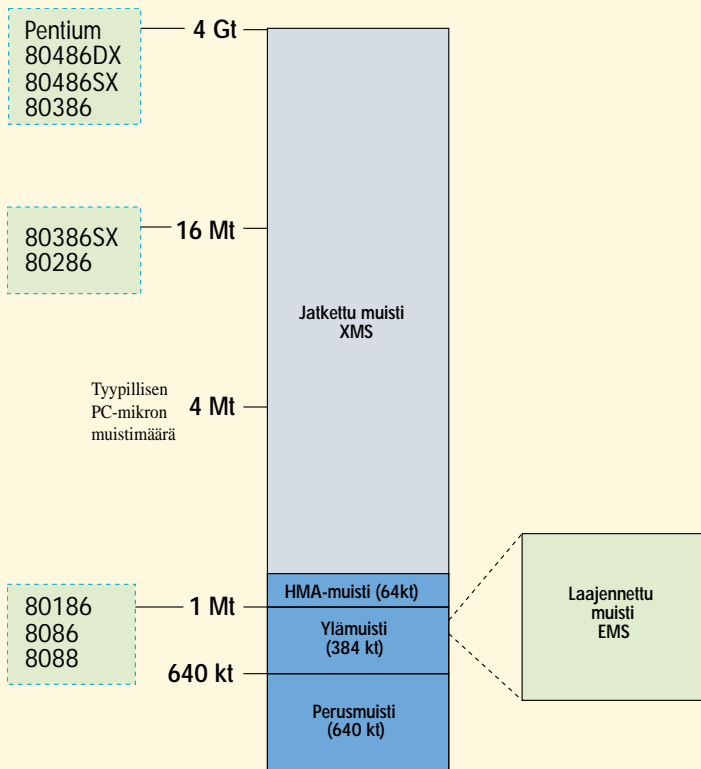 Pentium
80486DX
80486SX
80386
4 Gt
80386SX
80286
16 Mt
Jatkettu muisti
XMS
Tyypillisen
PC-mikron
muistimäärä
4 Mt
HMA-muisti (64kt)
80186
8086
8088
1 Mt
Ylämuisti
(384 kt)
Laajennettu
muisti
EMS
640 kt
Perusmuisti
(640 kt)